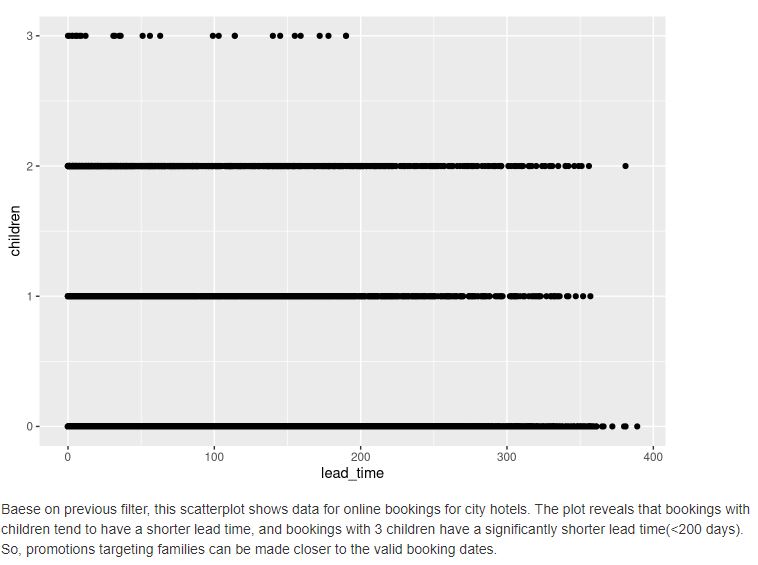 3
2
1
0
children
0 100 200 300 400
lead_time
Baese on previous filter, this scatterplot shows data for online bookings for city hotels. The plot reveals that bookings with
children tend to have a shorter lead time, and bookings with 3 children have a significantly shorter lead time(<200 days).
So, promotions targeting families can be made closer to the valid booking dates.